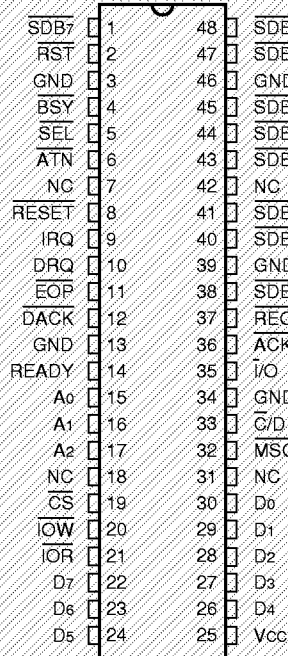 SDB7 1 48 SDB
RST 2 47 SDB
GND 3 46 GND
BSY 4 45 SDB
SEL 5 44 SDB
ATN 6 43 SDB
NC 7 42 NC
RESET 8 41 SDB
IRQ 9 40 SDB
DRQ 10 39 GND
EOP 11 38 SDB
DACK 12 37 REQ
GND 13 36 ACK
READY 14 35 I/O
A0 15 34 GND
A1 16 33 C/D
A2 17 32 MSG
NC 18 31 NC
CS 19 30 D0
IOW 20 29 D1
IOR 21 28 D2
D7 22 27 D3
D6 23 26 D4
D5 24 25 Vcc